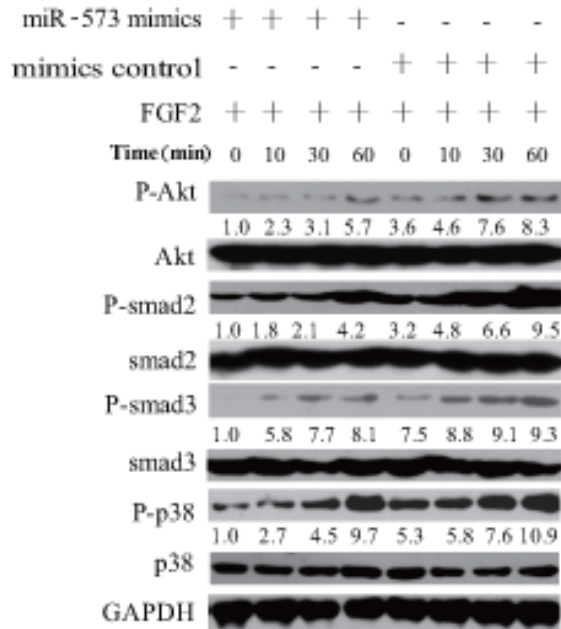 miR-573 mimics + + + + - - - -
mimics control - - - - + + + +
FGF2 + + + + + + + +
Time(min) 0 10 30 60 0 10 30 60
P-Akt
1.0 2.3 3.1 5.7 3.6 4.6 7.6 8.3
Akt
P-smad2
1.0 1.8 2.1 4.2 3.2 4.8 6.6 9.5
smad2
P-smad3
1.0 5.8 7.7 8.1 7.5 8.8 9.1 9.3
smad3
P-p38
1.0 2.7 4.5 9.7 5.3 5.8 7.6 10.9
p38
GAPDH